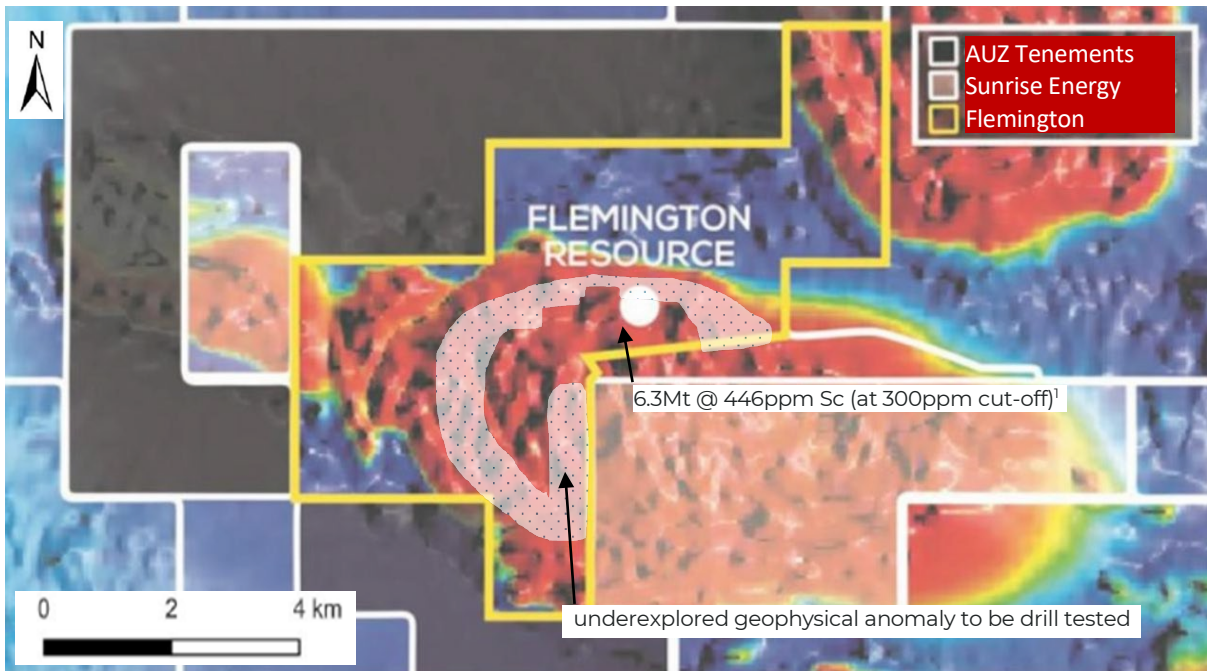 N
AUZ Tenements
Sunrise Energy
Flemington
FLEMINGTON
RESOURCE
6.3Mt @ 446ppm Sc (at 300ppm cut-off)¹
underexplored geophysical anomaly to be drill tested
0 2 4 km